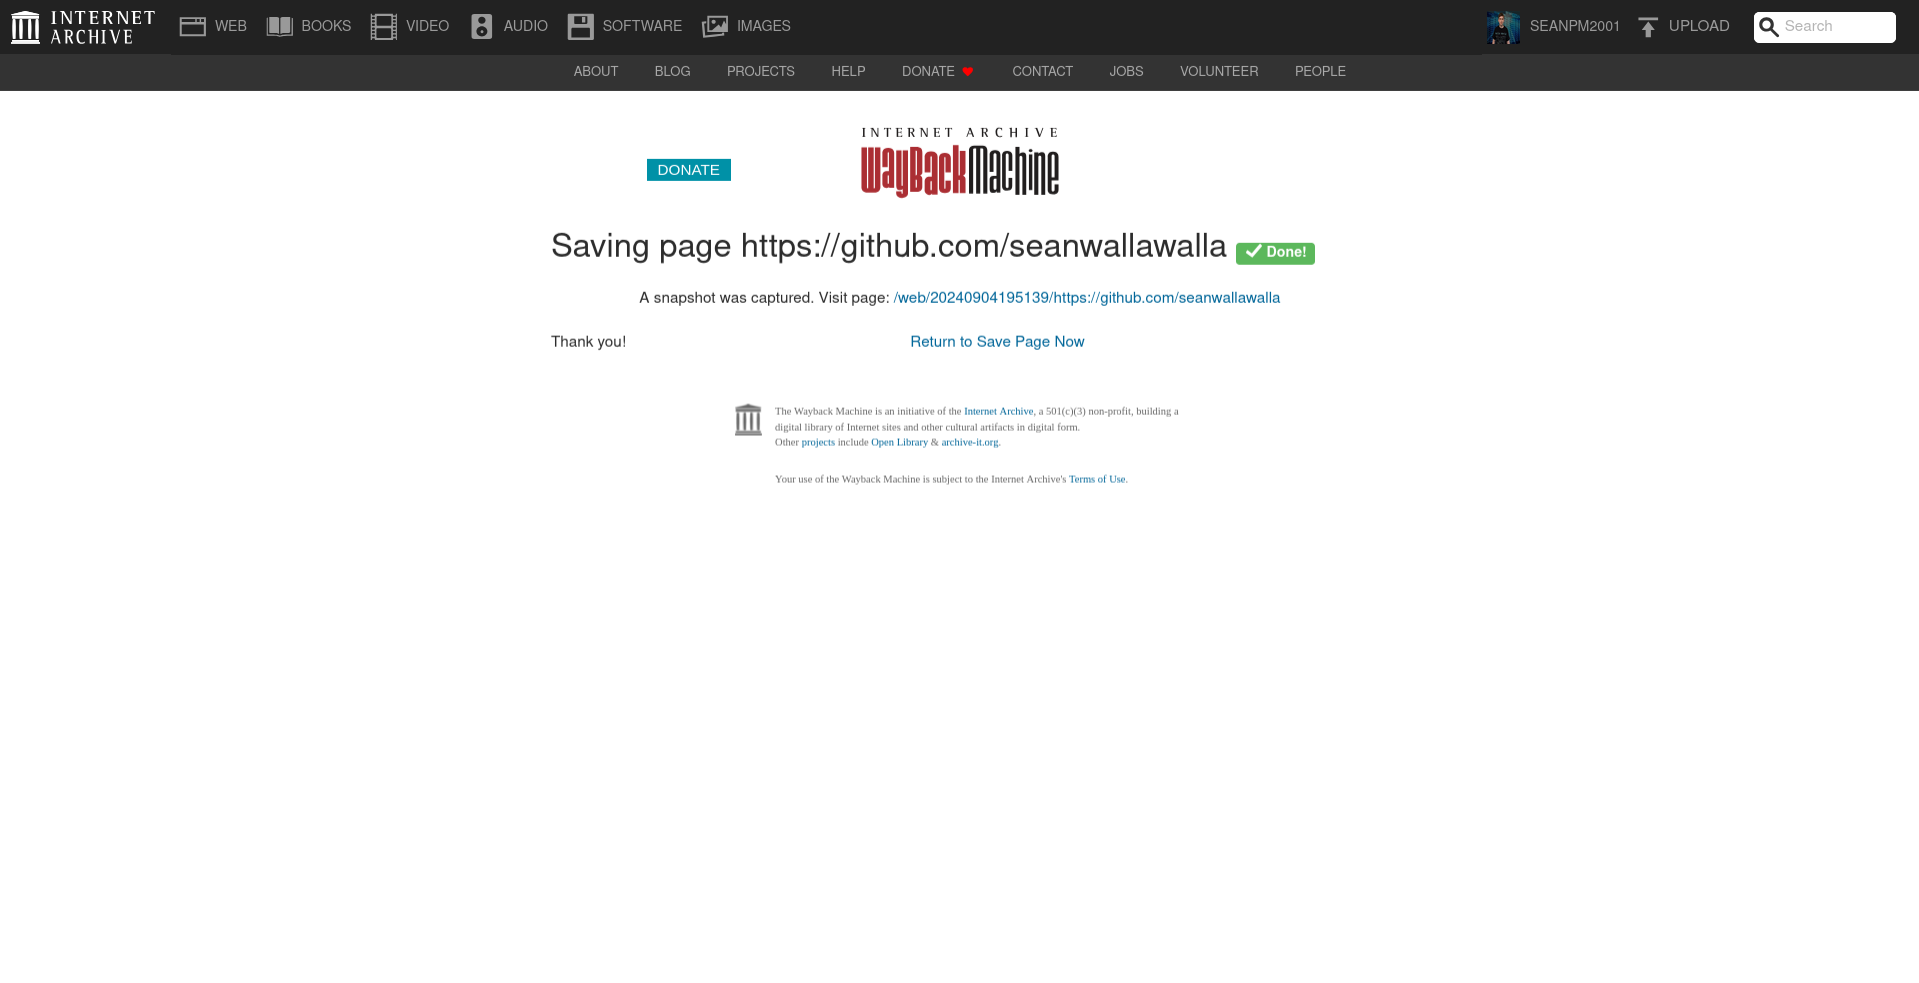 INTERNET ARCHIVE
WEB BOOKS VIDEO AUDIO SOFTWARE IMAGES SEANPM2001 UPLOAD Search
ABOUT BLOG PROJECTS HELP DONATE CONTACT JOBS VOLUNTEER PEOPLE
INTERNET ARCHIVE
WayBackMachine
DONATE
Saving page https://github.com/seanwallawalla Done!
A snapshot was captured. Visit page: /web/20240904195139/https://github.com/seanwallawalla
Thank you! Return to Save Page Now
The Wayback Machine is an initiative of the Internet Archive, a 501(c)(3) non-profit, building a
digital library of Internet sites and other cultural artifacts in digital form.
Other projects include Open Library & archive-it.org.
Your use of the Wayback Machine is subject to the Internet Archive's Terms of Use.